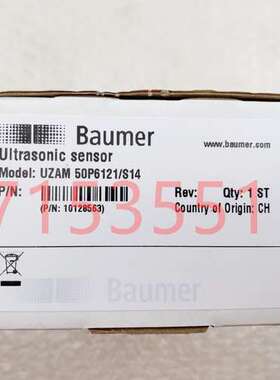 Baumer
www.baumer.com
Ultrasonic sensor
Model: UZAM 50P6121/S14
P/N: Rev: Qty: 1 ST
(P/N: 10128563) Country of Origin: CH
7153551
Baumer